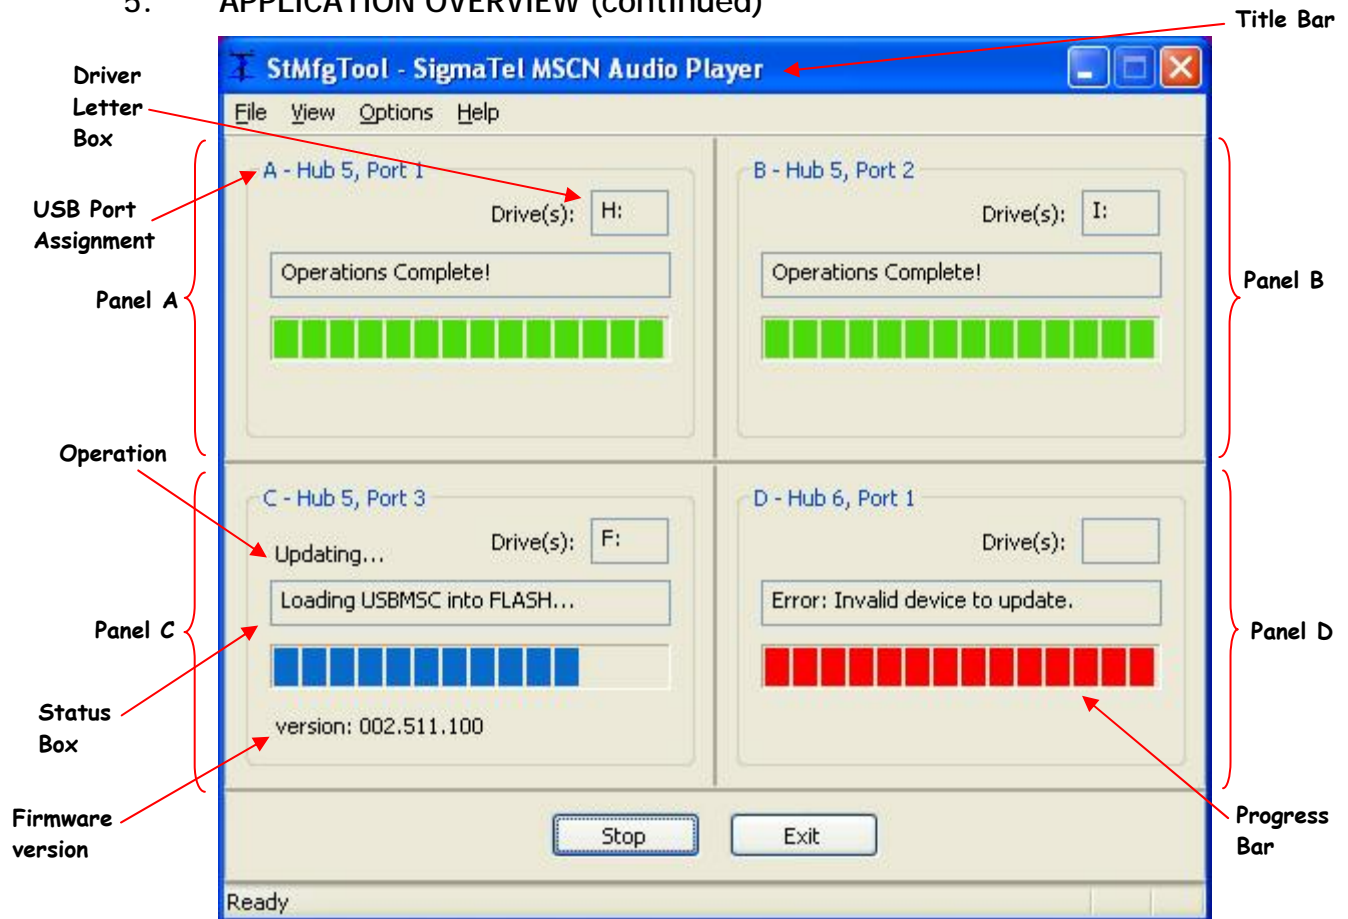 5. APPLICATION OVERVIEW (continued)
Title Bar
StMfgTool - SigmaTel MSCN Audio Player
Driver
Letter
Box
File View Options Help
A - Hub 5, Port 1
Drive(s): H:
Operations Complete!
B - Hub 5, Port 2
Drive(s): I:
Operations Complete!
USB Port
Assignment
Panel A
Panel B
Operation
C - Hub 5, Port 3
Updating...
Drive(s): F:
Loading USBMSC into FLASH...
version: 002.511.100
D - Hub 6, Port 1
Drive(s):
Error: Invalid device to update.
Panel C
Panel D
Status
Box
Firmware
version
Progress
Bar
Stop Exit
Ready